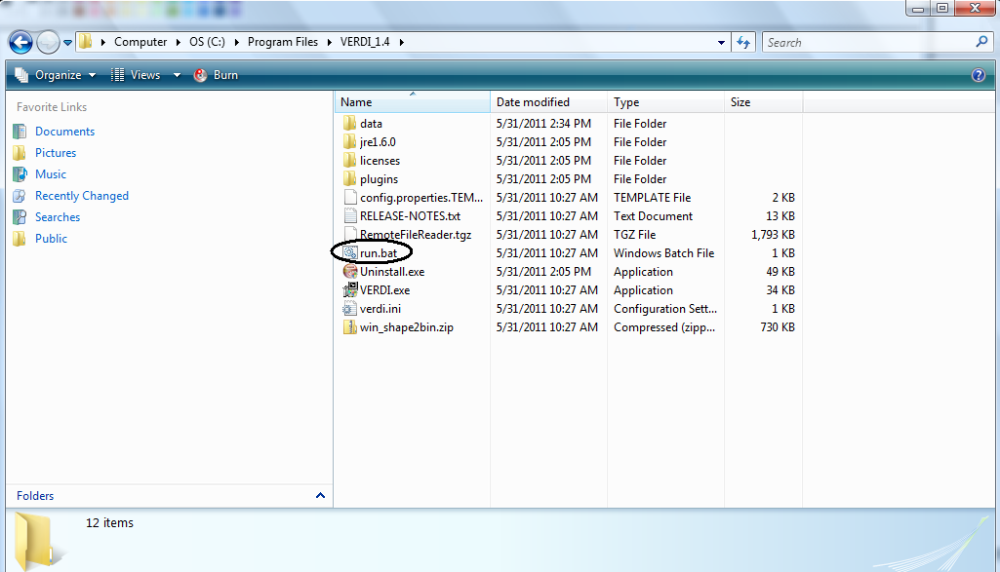 Computer ▸ OS (C:) ▸ Program Files ▸ VERDI_1.4 ▸ Search
Organize Views Burn
Favorite Links
Documents
Pictures
Music
Recently Changed
Searches
Public
Folders
Name Date modified Type Size
data 5/31/2011 2:34 PM File Folder
jre1.6.0 5/31/2011 2:05 PM File Folder
licenses 5/31/2011 2:05 PM File Folder
plugins 5/31/2011 2:05 PM File Folder
config.properties.TEM... 5/31/2011 10:27 AM TEMPLATE File 2 KB
RELEASE-NOTES.txt 5/31/2011 10:27 AM Text Document 13 KB
RemoteFileReader.tgz 5/31/2011 10:27 AM TGZ File 1,793 KB
run.bat 5/31/2011 10:27 AM Windows Batch File 1 KB
Uninstall.exe 5/31/2011 2:05 PM Application 49 KB
VERDI.exe 5/31/2011 10:27 AM Application 34 KB
verdi.ini 5/31/2011 10:27 AM Configuration Sett... 1 KB
win_shape2bin.zip 5/31/2011 10:27 AM Compressed (zipp... 730 KB
12 items